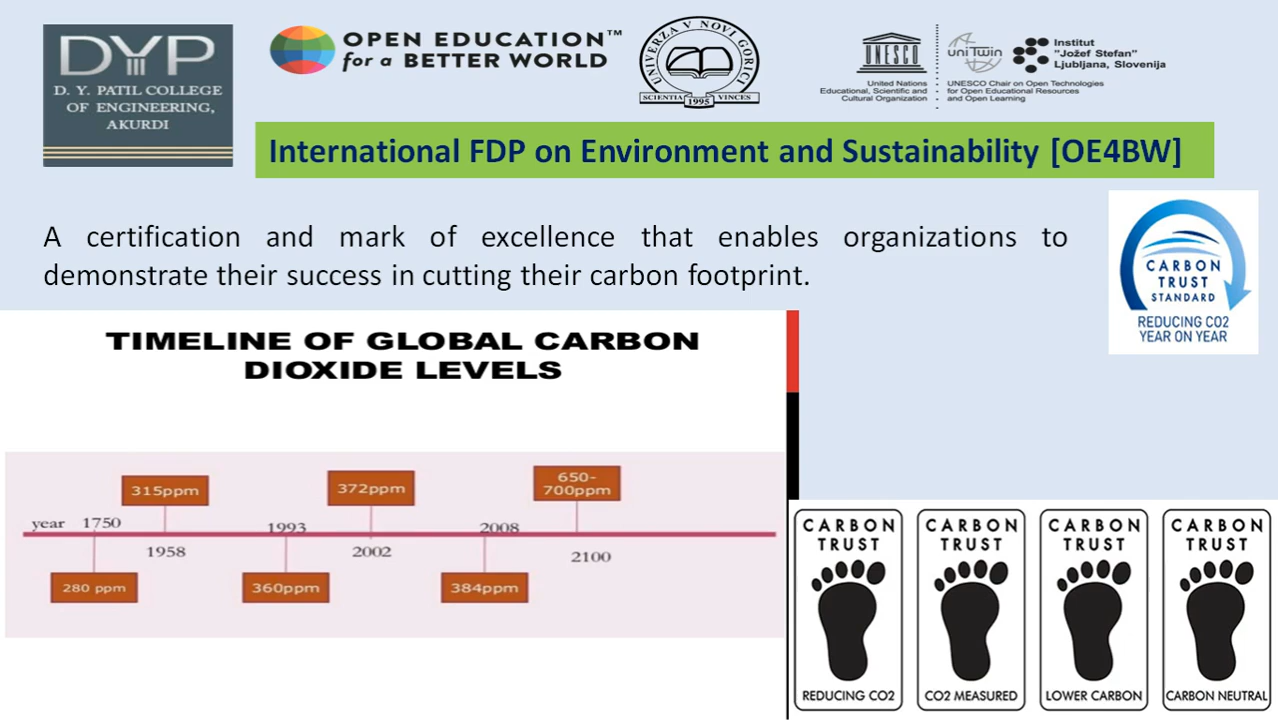 DYP
D. Y. PATIL COLLEGE
OF ENGINEERING,
AKURDI
OPEN EDUCATION™
for a BETTER WORLD
UNIVERZA V NOVI GORICI
SCIENTIA 1995 VINCES
UNESCO
United Nations
Educational, Scientific and
Cultural Organization
uniTwin
Institut
"Jožef Stefan"
Ljubljana, Slovenija
UNESCO Chair on Open Technologies
for Open Educational Resources
and Open Learning
International FDP on Environment and Sustainability [OE4BW]
A certification and mark of excellence that enables organizations to
demonstrate their success in cutting their carbon footprint.
CARBON
TRUST
STANDARD
REDUCING CO2
YEAR ON YEAR
TIMELINE OF GLOBAL CARBON
DIOXIDE LEVELS
315ppm
372ppm
650-
700ppm
year 1750
1993
2008
1958
2002
2100
280 ppm
360ppm
384ppm
CARBON
TRUST
REDUCING CO2
CARBON
TRUST
CO2 MEASURED
CARBON
TRUST
LOWER CARBON
CARBON
TRUST
CARBON NEUTRAL